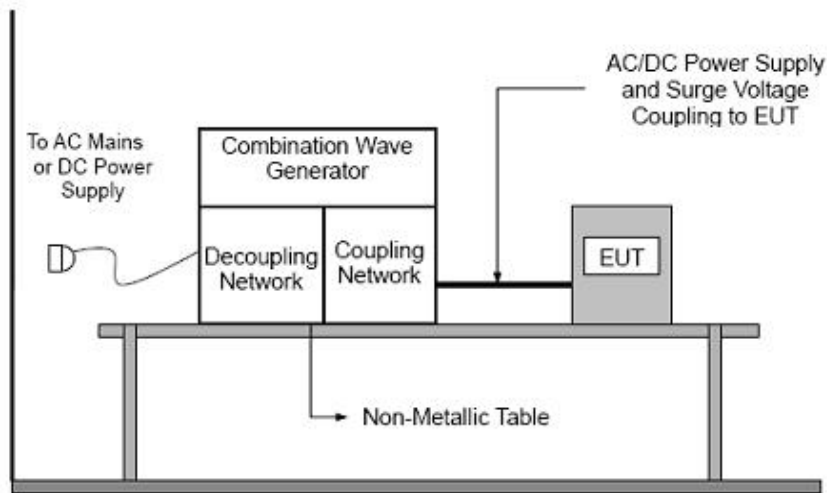 AC/DC Power Supply
and Surge Voltage
Coupling to EUT
To AC Mains
or DC Power
Supply
Combination Wave
Generator
Decoupling
Network
Coupling
Network
EUT
Non-Metallic Table